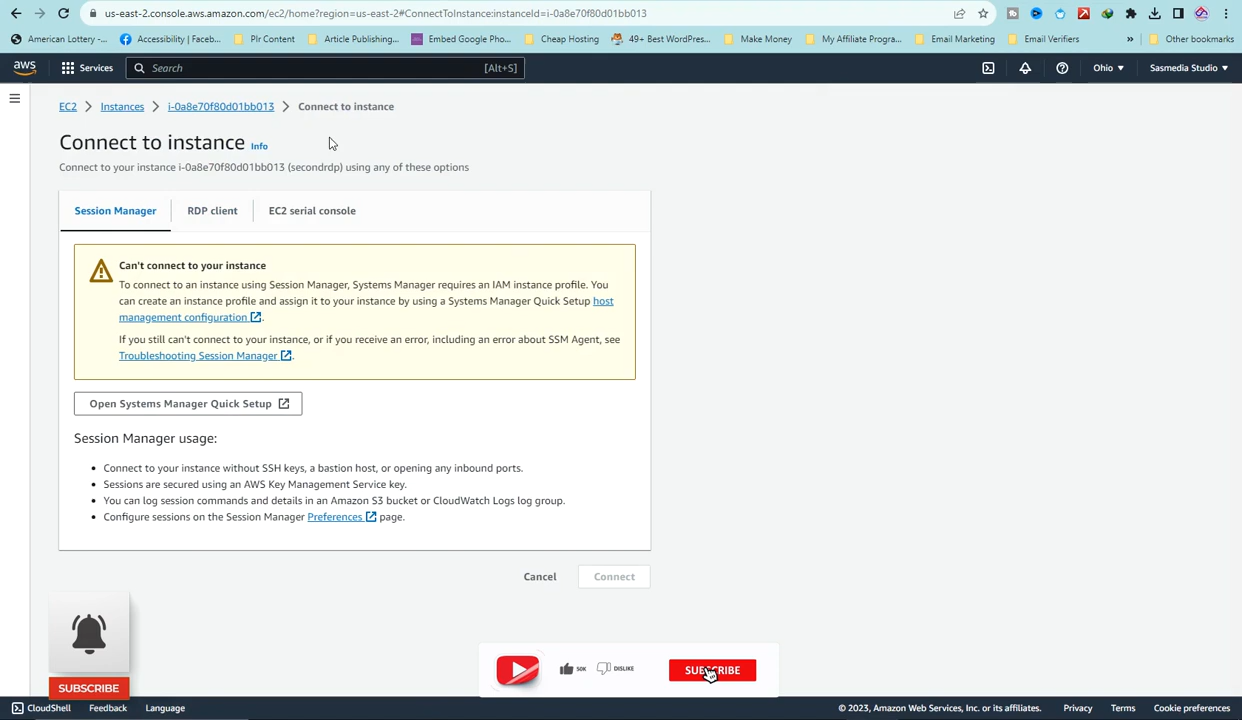 us-east-2.console.aws.amazon.com/ec2/home?region=us-east-2#ConnectToInstance:instanceId=i-0a8e70f80d01bb013
American Lottery -...
Accessibility | Faceb...
Plr Content
Article Publishing...
Embed Google Pho...
Cheap Hosting
49+ Best WordPres...
Make Money
My Affiliate Progra...
Email Marketing
Email Verifiers
»
Other bookmarks
aws
Services
Search
[Alt+S]
Ohio
Sasmedia Studio
EC2 > Instances > i-0a8e70f80d01bb013 > Connect to instance
Connect to instance Info
Connect to your instance i-0a8e70f80d01bb013 (secondrdp) using any of these options
Session Manager
RDP client
EC2 serial console
Can't connect to your instance
To connect to an instance using Session Manager, Systems Manager requires an IAM instance profile. You
can create an instance profile and assign it to your instance by using a Systems Manager Quick Setup host
management configuration.
If you still can't connect to your instance, or if you receive an error, including an error about SSM Agent, see
Troubleshooting Session Manager.
Open Systems Manager Quick Setup
Session Manager usage:
• Connect to your instance without SSH keys, a bastion host, or opening any inbound ports.
• Sessions are secured using an AWS Key Management Service key.
• You can log session commands and details in an Amazon S3 bucket or CloudWatch Logs log group.
• Configure sessions on the Session Manager Preferences page.
Cancel
Connect
50K
DISLIKE
SUBSCRIBE
SUBSCRIBE
CloudShell
Feedback
Language
© 2023, Amazon Web Services, Inc. or its affiliates.
Privacy
Terms
Cookie preferences